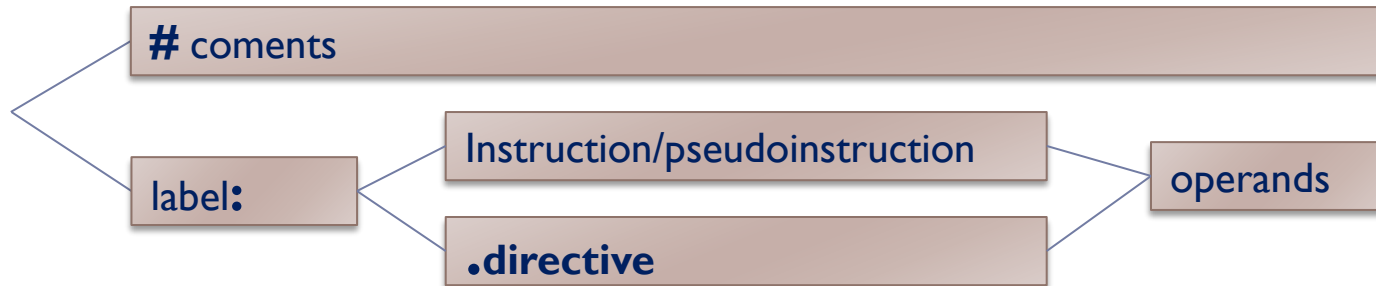 # coments
Instruction/pseudoinstruction
label:
operands
.directive